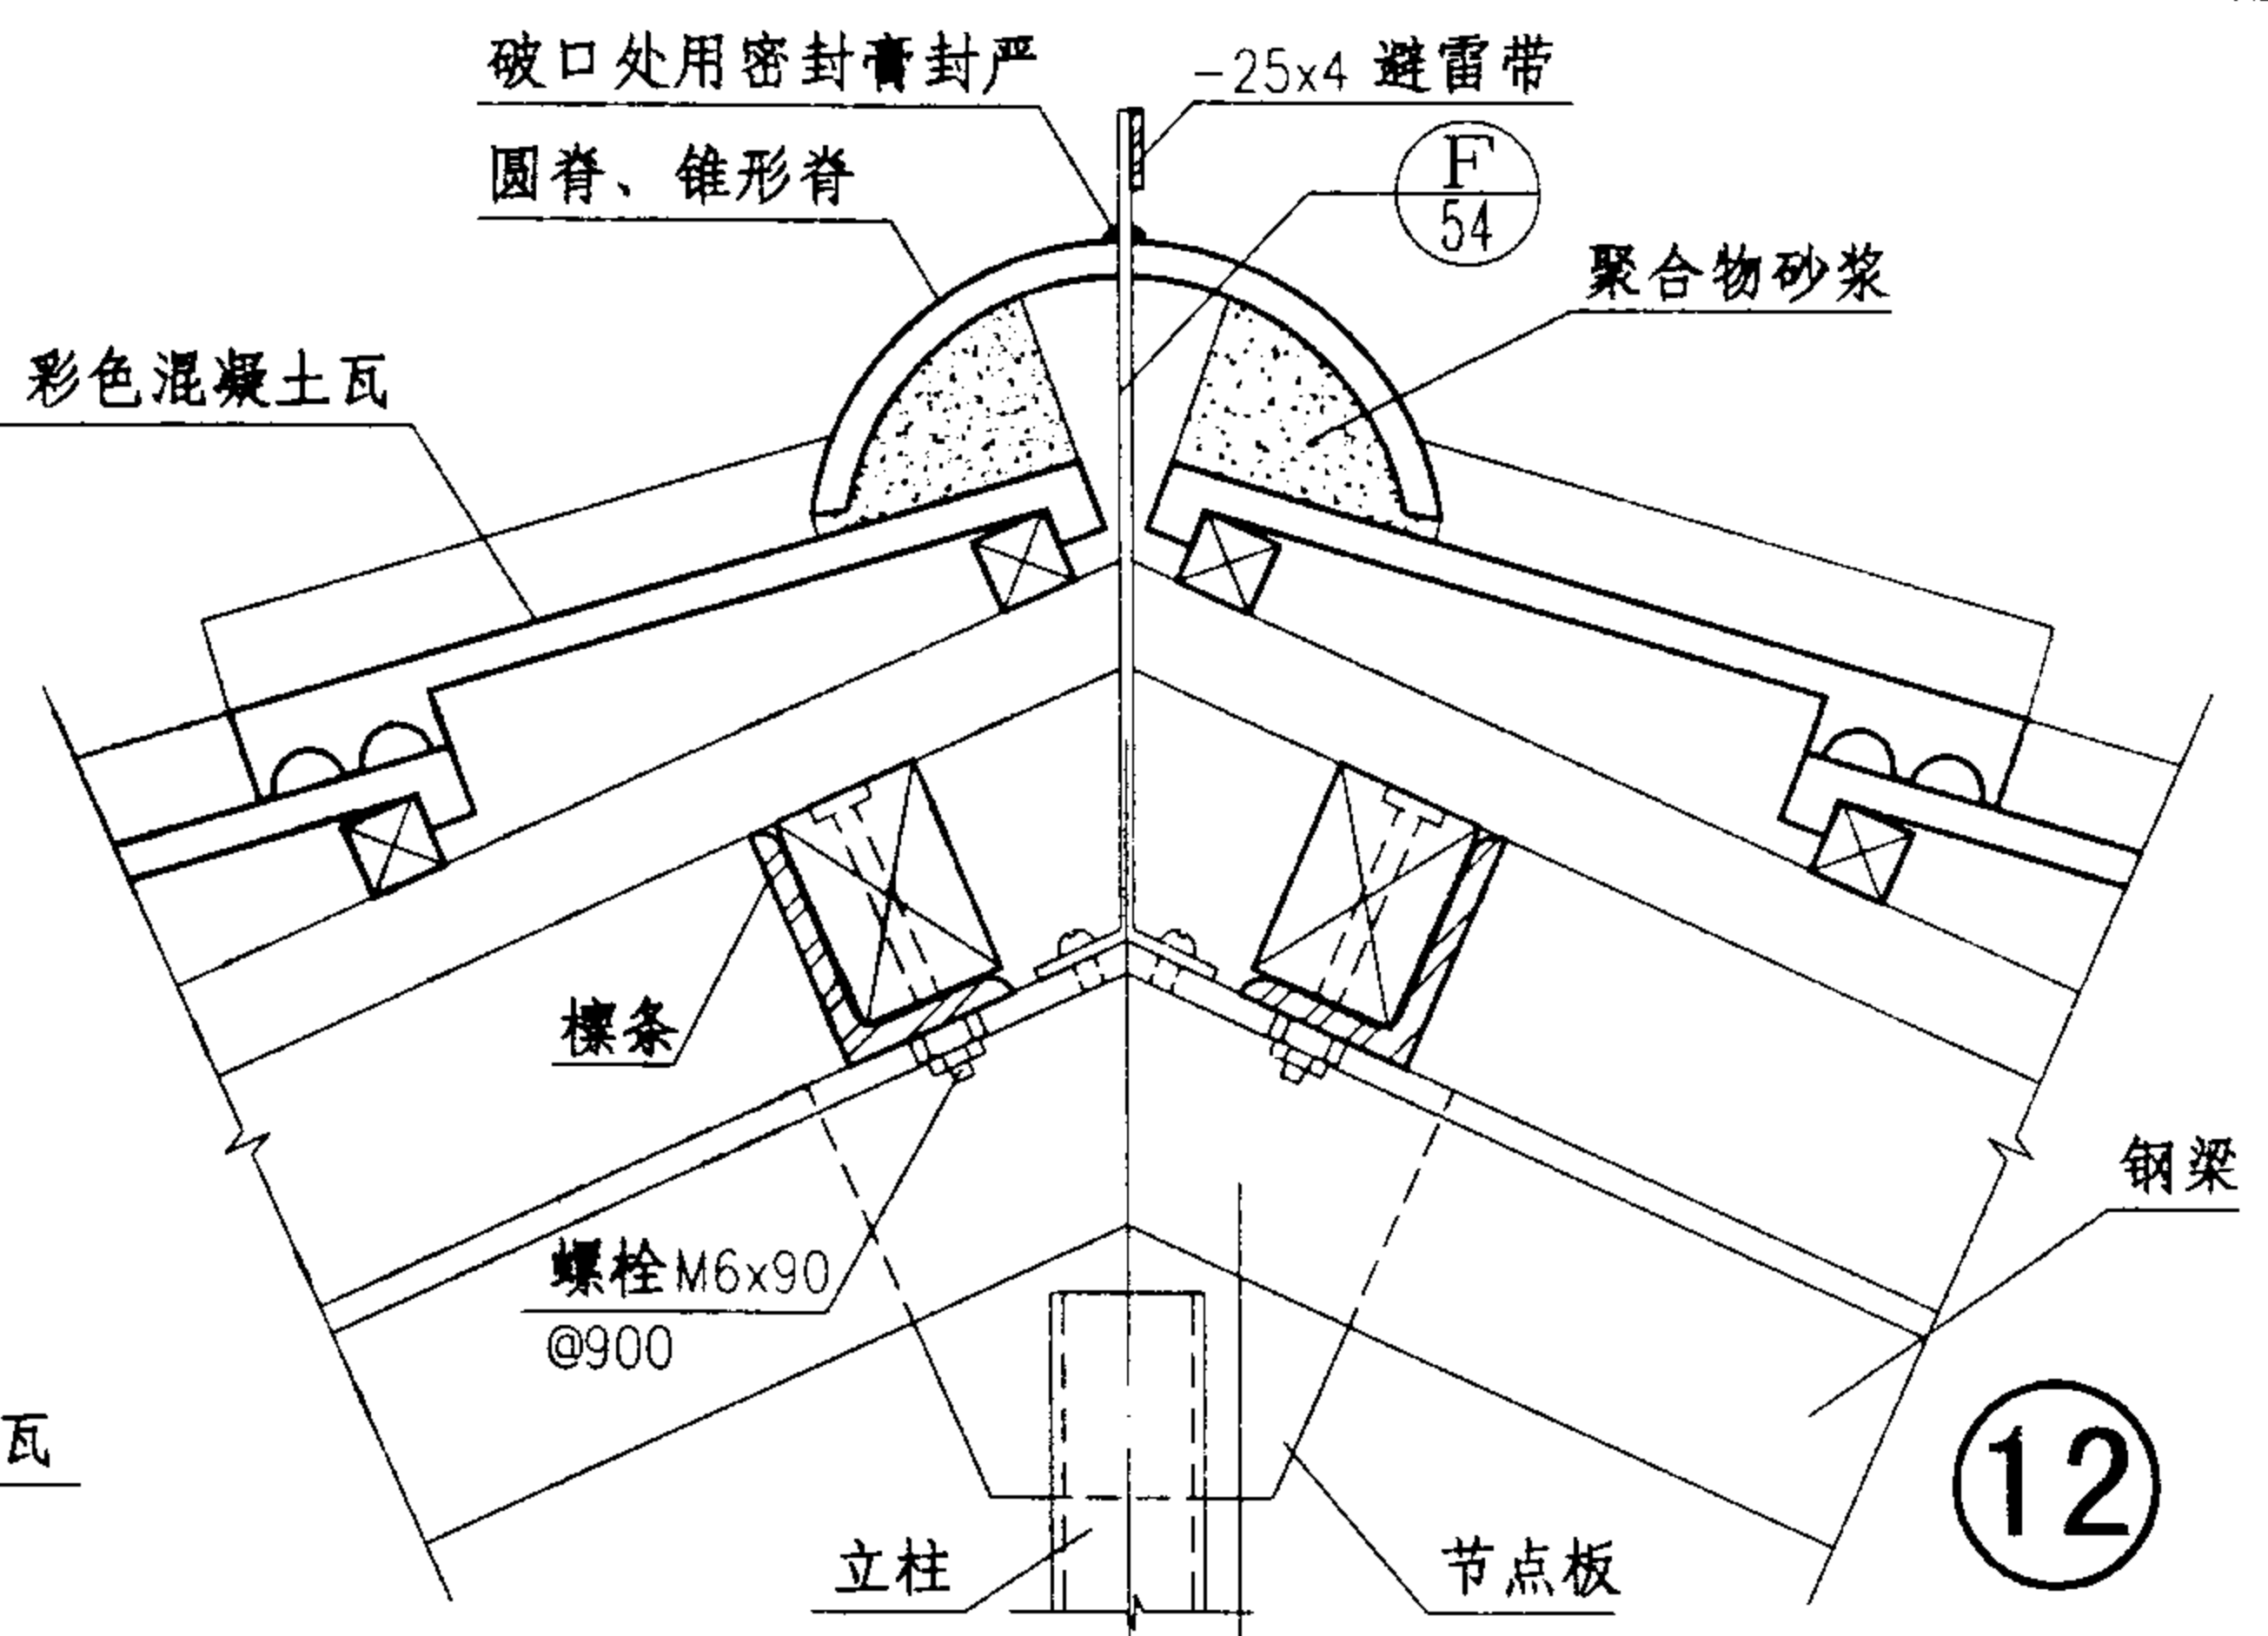 破口处用密封膏封严
-25x4 避雷带
圆脊、锥形脊
F
54
聚合物砂浆
彩色混凝土瓦
檩条
钢梁
螺栓M6x90
@900
瓦
12
立柱
节点板